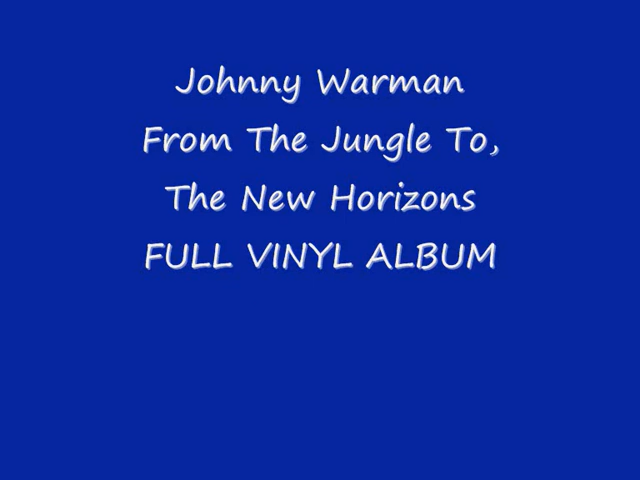 Johnny Warman
From The Jungle To,
The New Horizons
FULL VINYL ALBUM